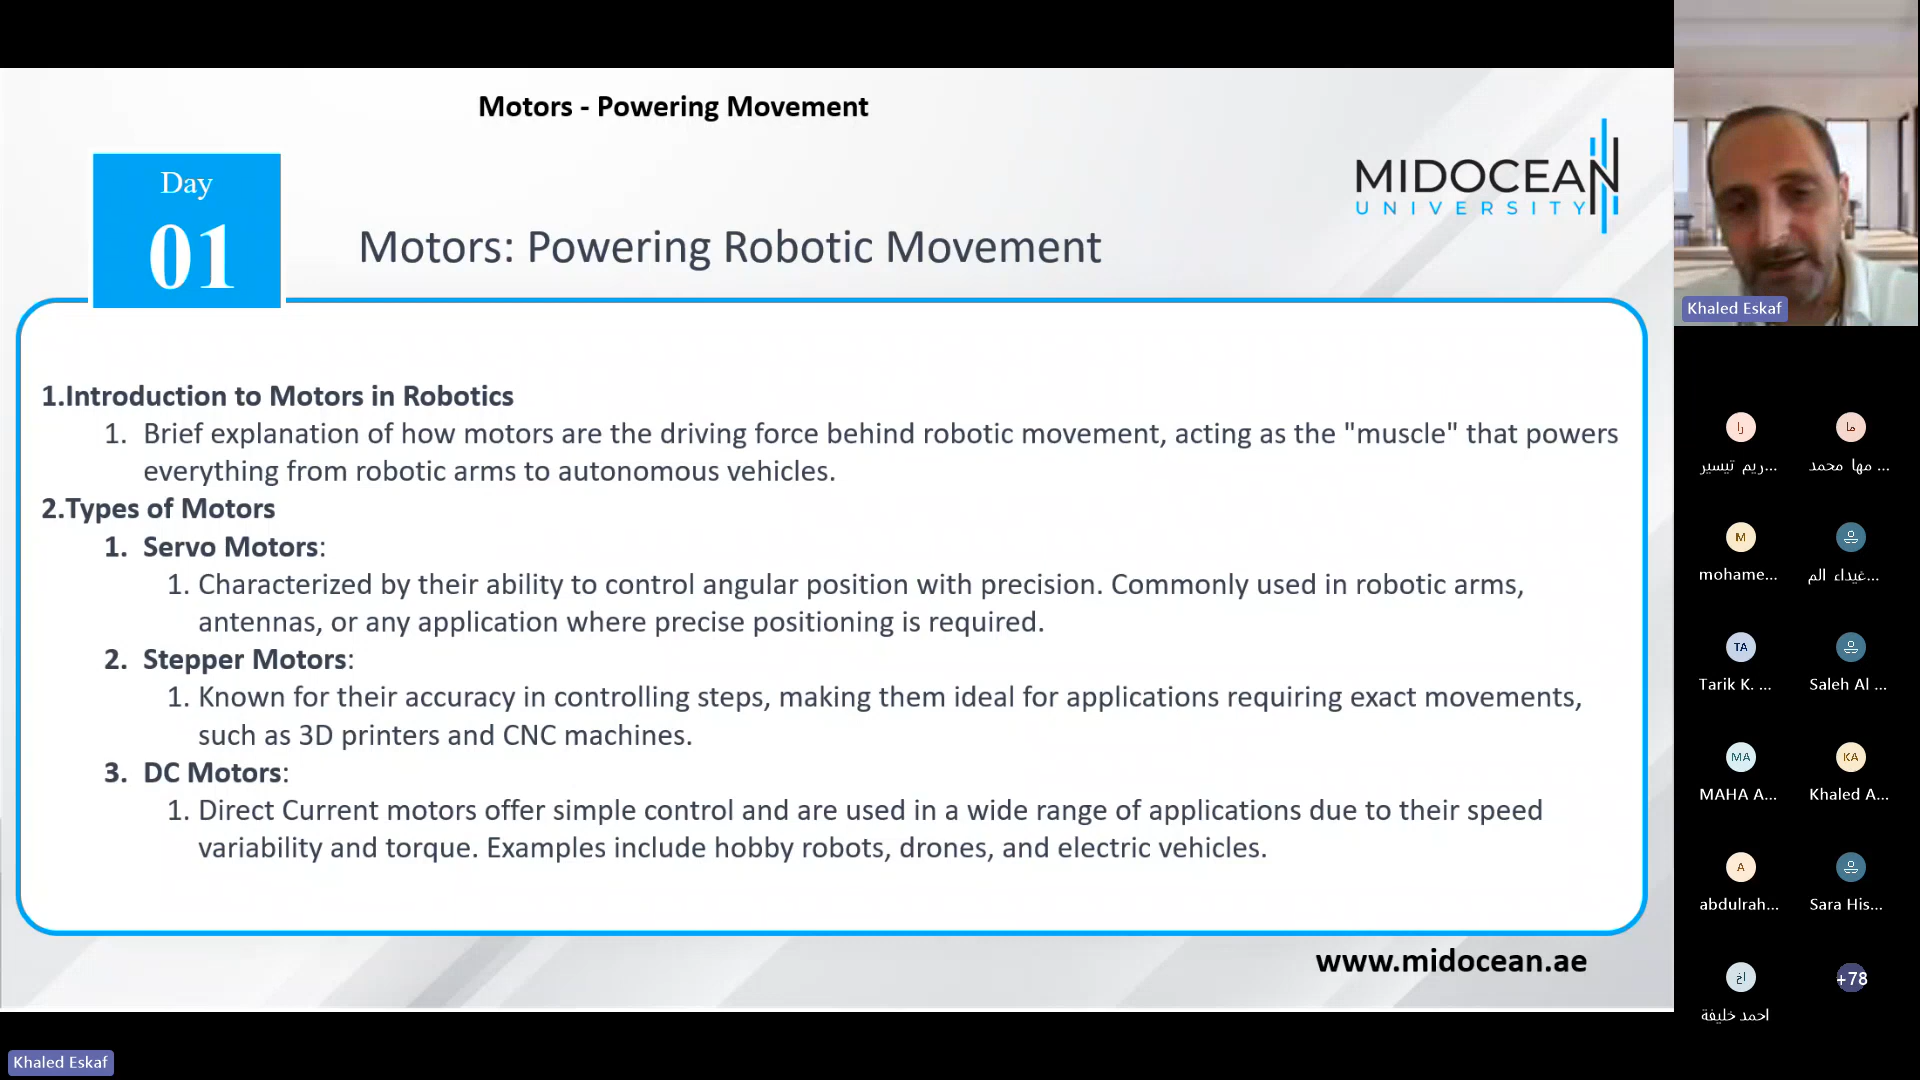 Motors - Powering Movement
Day
01
MIDOCEAN
UNIVERSITY
Motors: Powering Robotic Movement
1.Introduction to Motors in Robotics
1. Brief explanation of how motors are the driving force behind robotic movement, acting as the "muscle" that powers
everything from robotic arms to autonomous vehicles.
2.Types of Motors
1. Servo Motors:
1. Characterized by their ability to control angular position with precision. Commonly used in robotic arms,
antennas, or any application where precise positioning is required.
2. Stepper Motors:
1. Known for their accuracy in controlling steps, making them ideal for applications requiring exact movements,
such as 3D printers and CNC machines.
3. DC Motors:
1. Direct Current motors offer simple control and are used in a wide range of applications due to their speed
variability and torque. Examples include hobby robots, drones, and electric vehicles.
www.midocean.ae
Khaled Eskaf
Khaled Eskaf
را
ريم تيسير...
ما
مها محمد ...
M
mohame...
غيداء الم...
TA
Tarik K. ...
Saleh Al ...
MA
MAHA A...
KA
Khaled A...
A
abdulrah...
Sara His...
اخ
احمد خليفة
+78